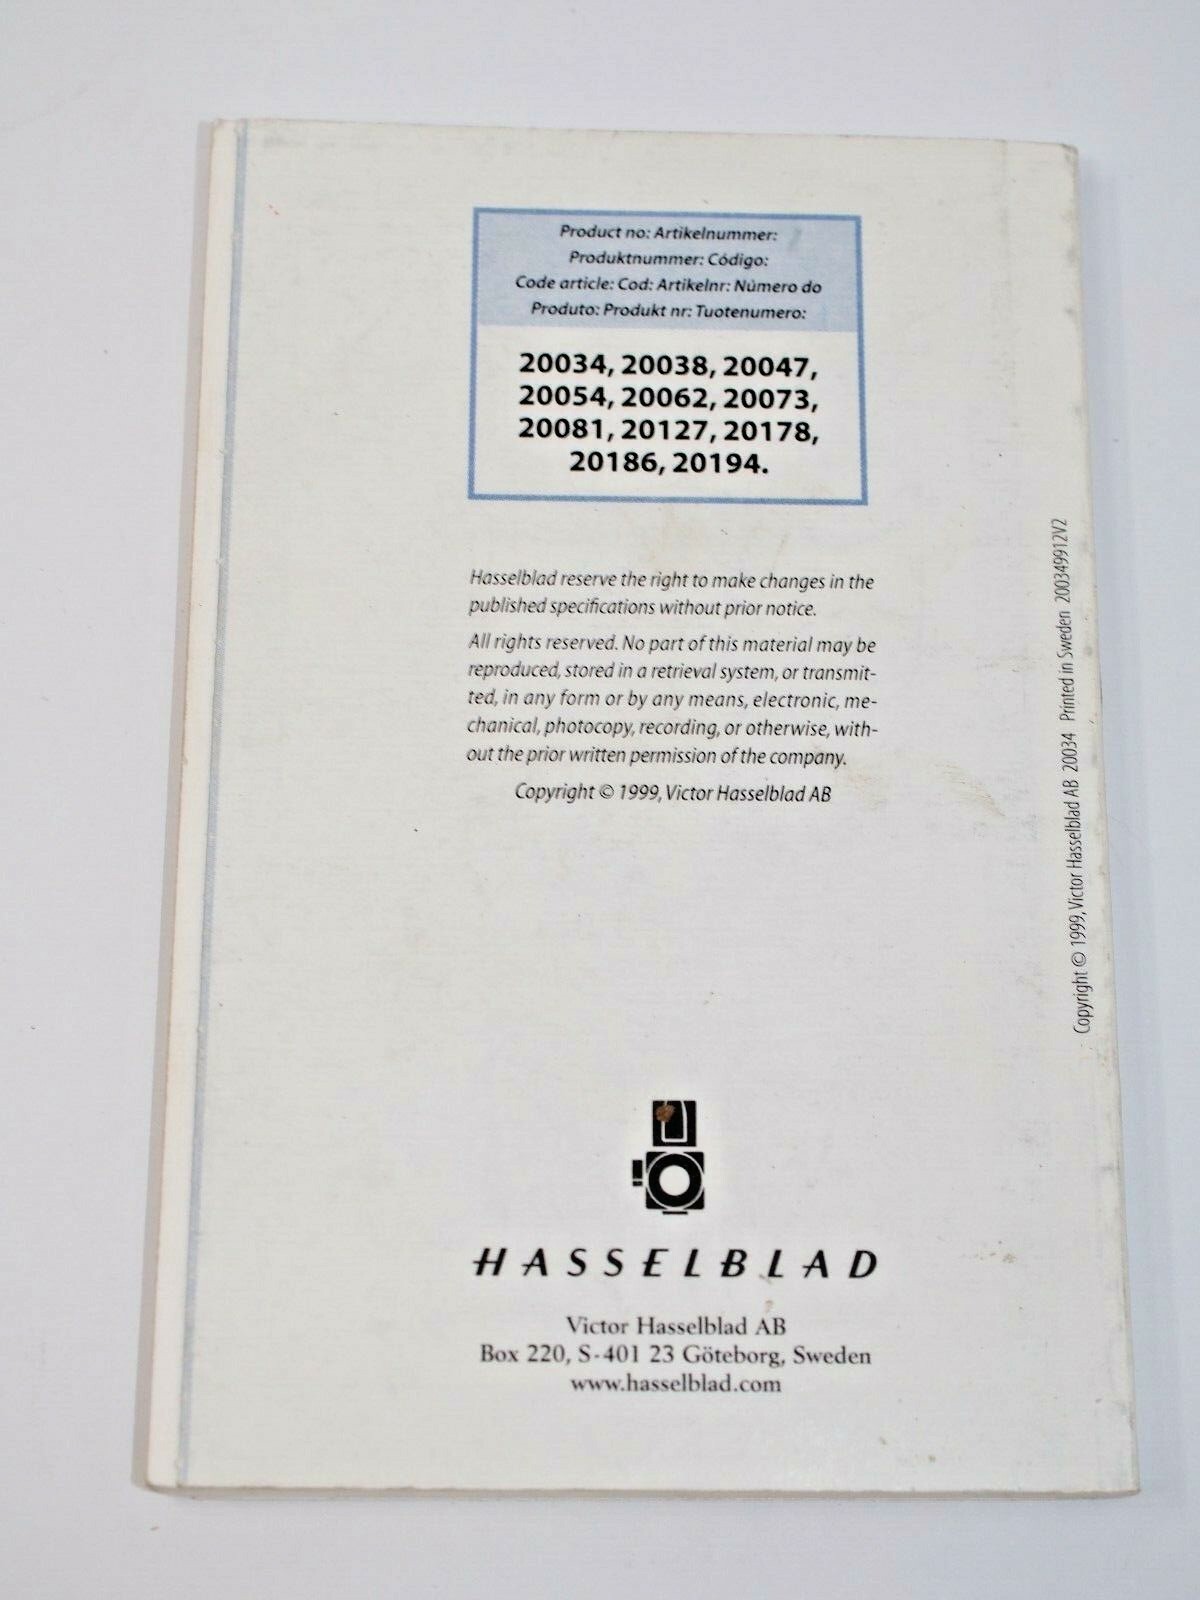 Product no: Artikelnummer:
Produktnummer: Código:
Code article: Cod: Artikelnr: Número do
Produto: Produkt nr: Tuotenumero:
20034, 20038, 20047,
20054, 20062, 20073,
20081, 20127, 20178,
20186, 20194.
Hasselblad reserve the right to make changes in the
published specifications without prior notice.
All rights reserved. No part of this material may be
reproduced, stored in a retrieval system, or transmit-
ted, in any form or by any means, electronic, me-
chanical, photocopy, recording, or otherwise, with-
out the prior written permission of the company.
Copyright © 1999, Victor Hasselblad AB
Copyright © 1999, Victor Hasselblad AB 20034 Printed in Sweden 200349912V2
HASSELBLAD
Victor Hasselblad AB
Box 220, S-401 23 Göteborg, Sweden
www.hasselblad.com